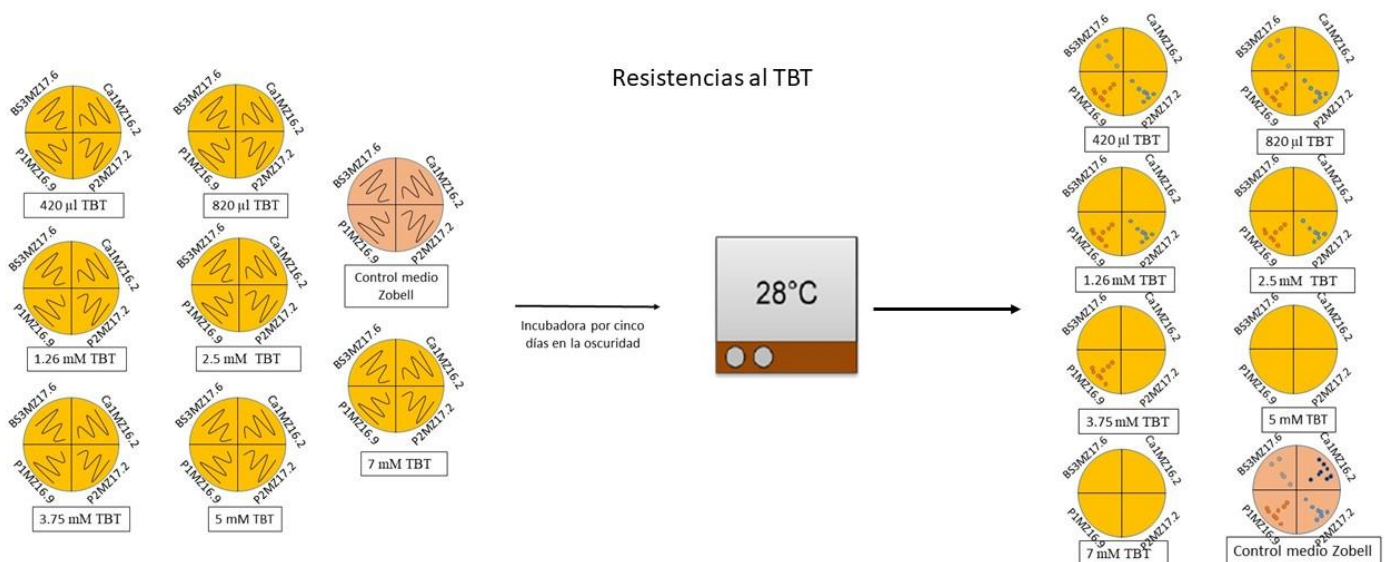 Resistencias al TBT
BS3MZ17.6
Ca1MZ16.2
P1MZ16.9
P2MZ17.2
420 µl TBT
BS3MZ17.6
Ca1MZ16.2
P1MZ16.9
P2MZ17.2
820 µl TBT
BS3MZ17.6
Ca1MZ16.2
P1MZ16.9
P2MZ17.2
Control medio
Zobell
BS3MZ17.6
Ca1MZ16.2
P1MZ16.9
P2MZ17.2
1.26 mM TBT
BS3MZ17.6
Ca1MZ16.2
P1MZ16.9
P2MZ17.2
2.5 mM TBT
BS3MZ17.6
Ca1MZ16.2
P1MZ16.9
P2MZ17.2
7 mM TBT
BS3MZ17.6
Ca1MZ16.2
P1MZ16.9
P2MZ17.2
3.75 mM TBT
BS3MZ17.6
Ca1MZ16.2
P1MZ16.9
P2MZ17.2
5 mM TBT
Incubadora por cinco
días en la oscuridad
28°C
BS3MZ17.6
Ca1MZ16.2
P1MZ16.9
P2MZ17.2
420 µl TBT
BS3MZ17.6
Ca1MZ16.2
P1MZ16.9
P2MZ17.2
820 µl TBT
BS3MZ17.6
Ca1MZ16.2
P1MZ16.9
P2MZ17.2
1.26 mM TBT
BS3MZ17.6
Ca1MZ16.2
P1MZ16.9
P2MZ17.2
2.5 mM TBT
BS3MZ17.6
Ca1MZ16.2
P1MZ16.9
P2MZ17.2
3.75 mM TBT
BS3MZ17.6
Ca1MZ16.2
P1MZ16.9
P2MZ17.2
5 mM TBT
BS3MZ17.6
Ca1MZ16.2
P1MZ16.9
P2MZ17.2
7 mM TBT
BS3MZ17.6
Ca1MZ16.2
P1MZ16.9
P2MZ17.2
Control medio Zobell